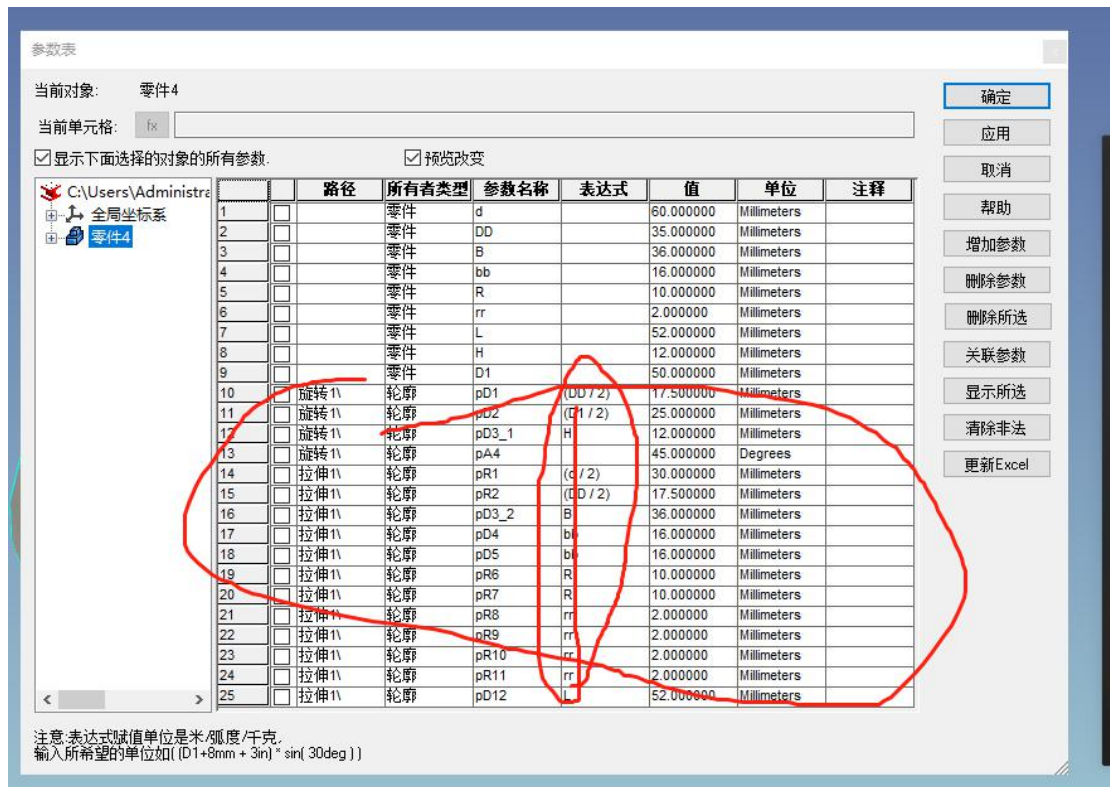 参数表
当前对象: 零件4
当前单元格: fx
显示下面选择的对象的所有参数. 预览改变
C:\Users\Administra
全局坐标系
零件4
路径 所有者类型 参数名称 表达式 值 单位 注释
1 零件 d 60.000000 Millimeters
2 零件 DD 35.000000 Millimeters
3 零件 B 36.000000 Millimeters
4 零件 bb 16.000000 Millimeters
5 零件 R 10.000000 Millimeters
6 零件 rr 2.000000 Millimeters
7 零件 L 52.000000 Millimeters
8 零件 H 12.000000 Millimeters
9 零件 D1 50.000000 Millimeters
10 旋转1\ 轮廓 pD1 (DD / 2) 17.500000 Millimeters
11 旋转1\ 轮廓 pD2 (D1 / 2) 25.000000 Millimeters
12 旋转1\ 轮廓 pD3_1 H 12.000000 Millimeters
13 旋转1\ 轮廓 pA4 45.000000 Degrees
14 拉伸1\ 轮廓 pR1 (d / 2) 30.000000 Millimeters
15 拉伸1\ 轮廓 pR2 (DD / 2) 17.500000 Millimeters
16 拉伸1\ 轮廓 pD3_2 B 36.000000 Millimeters
17 拉伸1\ 轮廓 pD4 bb 16.000000 Millimeters
18 拉伸1\ 轮廓 pD5 bb 16.000000 Millimeters
19 拉伸1\ 轮廓 pR6 R 10.000000 Millimeters
20 拉伸1\ 轮廓 pR7 R 10.000000 Millimeters
21 拉伸1\ 轮廓 pR8 rr 2.000000 Millimeters
22 拉伸1\ 轮廓 pR9 rr 2.000000 Millimeters
23 拉伸1\ 轮廓 pR10 rr 2.000000 Millimeters
24 拉伸1\ 轮廓 pR11 rr 2.000000 Millimeters
25 拉伸1\ 轮廓 pD12 L 52.000000 Millimeters
确定
应用
取消
帮助
增加参数
删除参数
删除所选
关联参数
显示所选
清除非法
更新Excel
注意:表达式赋值单位是米/弧度/千克.
输入所希望的单位如( (D1+8mm + 3in) * sin( 30deg ) )